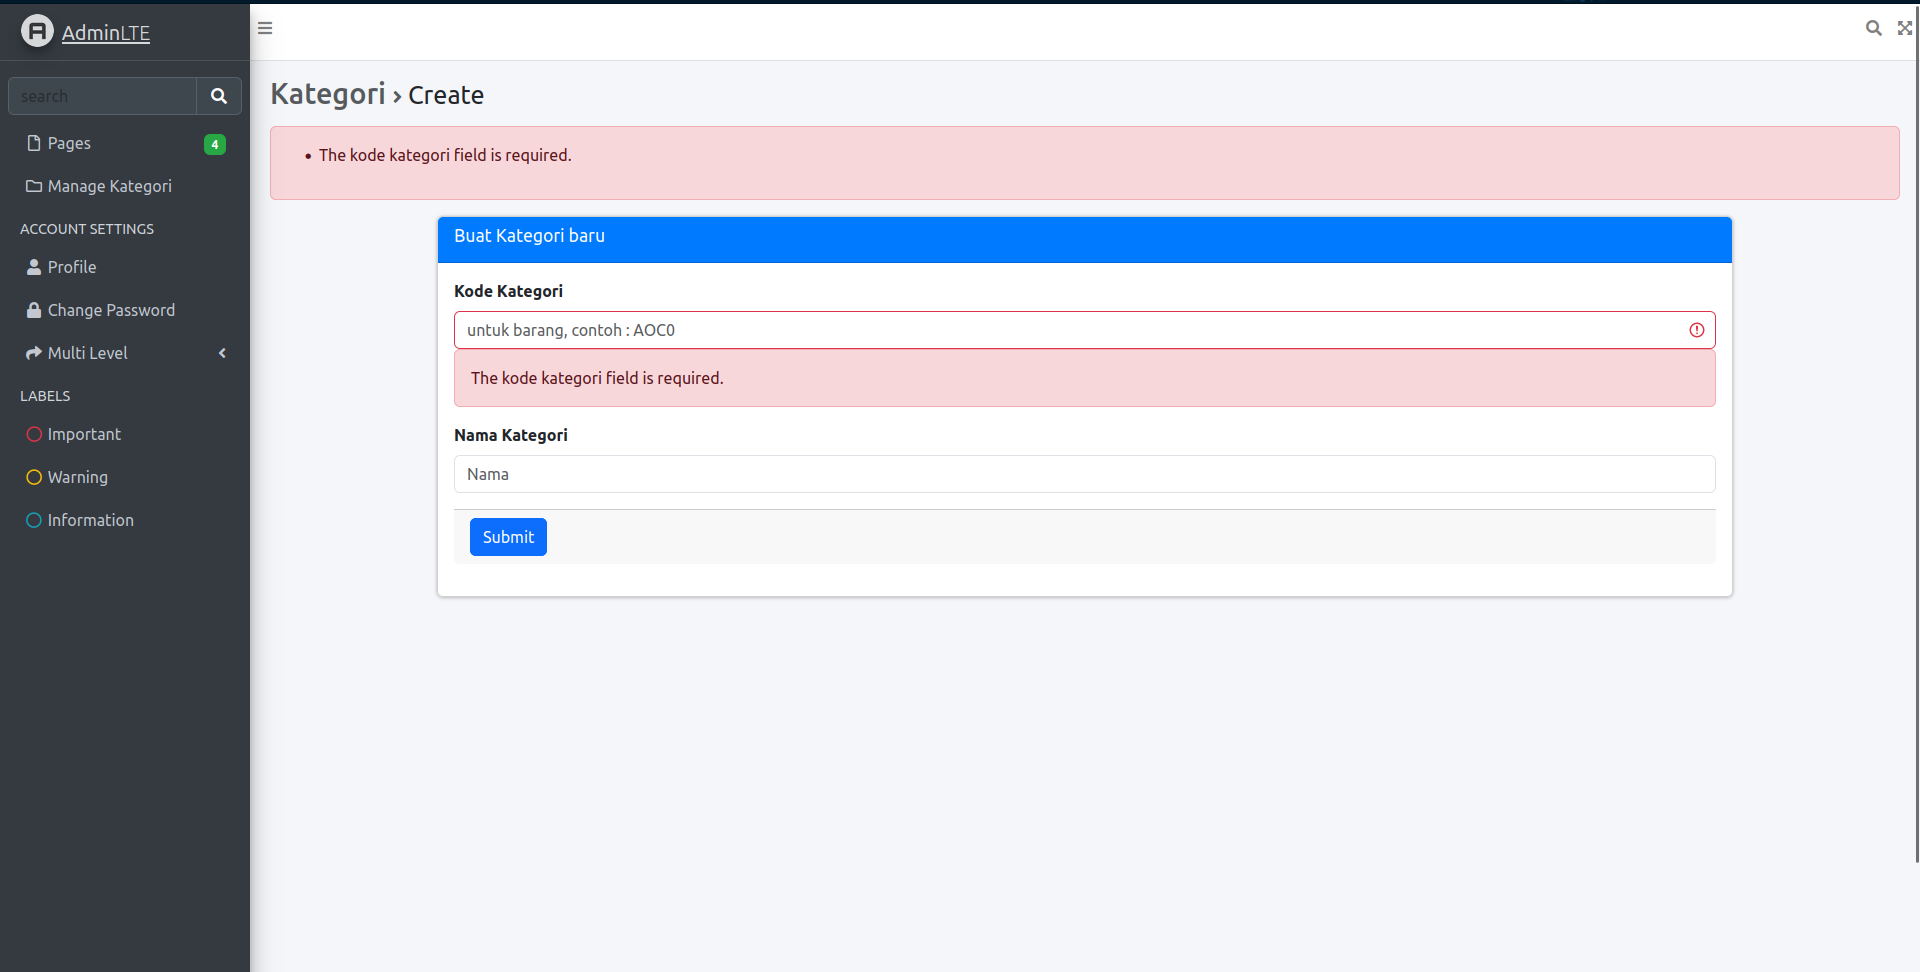 AdminLTE
search
Pages
4
Manage Kategori
ACCOUNT SETTINGS
Profile
Change Password
Multi Level
LABELS
Important
Warning
Information
Kategori › Create
• The kode kategori field is required.
Buat Kategori baru
Kode Kategori
untuk barang, contoh : AOC0
The kode kategori field is required.
Nama Kategori
Nama
Submit